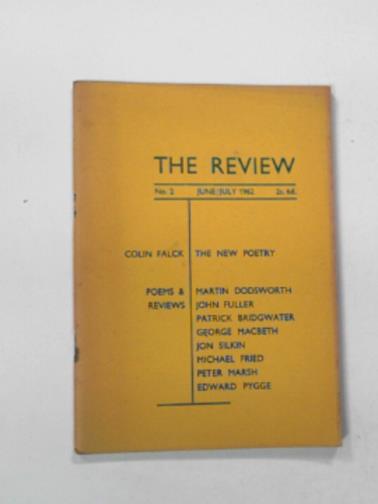 THE REVIEW
No. 2 JUNE/JULY 1962 2s. 6d.
COLIN FALCK THE NEW POETRY
POEMS & MARTIN DODSWORTH
REVIEWS JOHN FULLER
PATRICK BRIDGWATER
GEORGE MACBETH
JON SILKIN
MICHAEL FRIED
PETER MARSH
EDWARD PYGGE